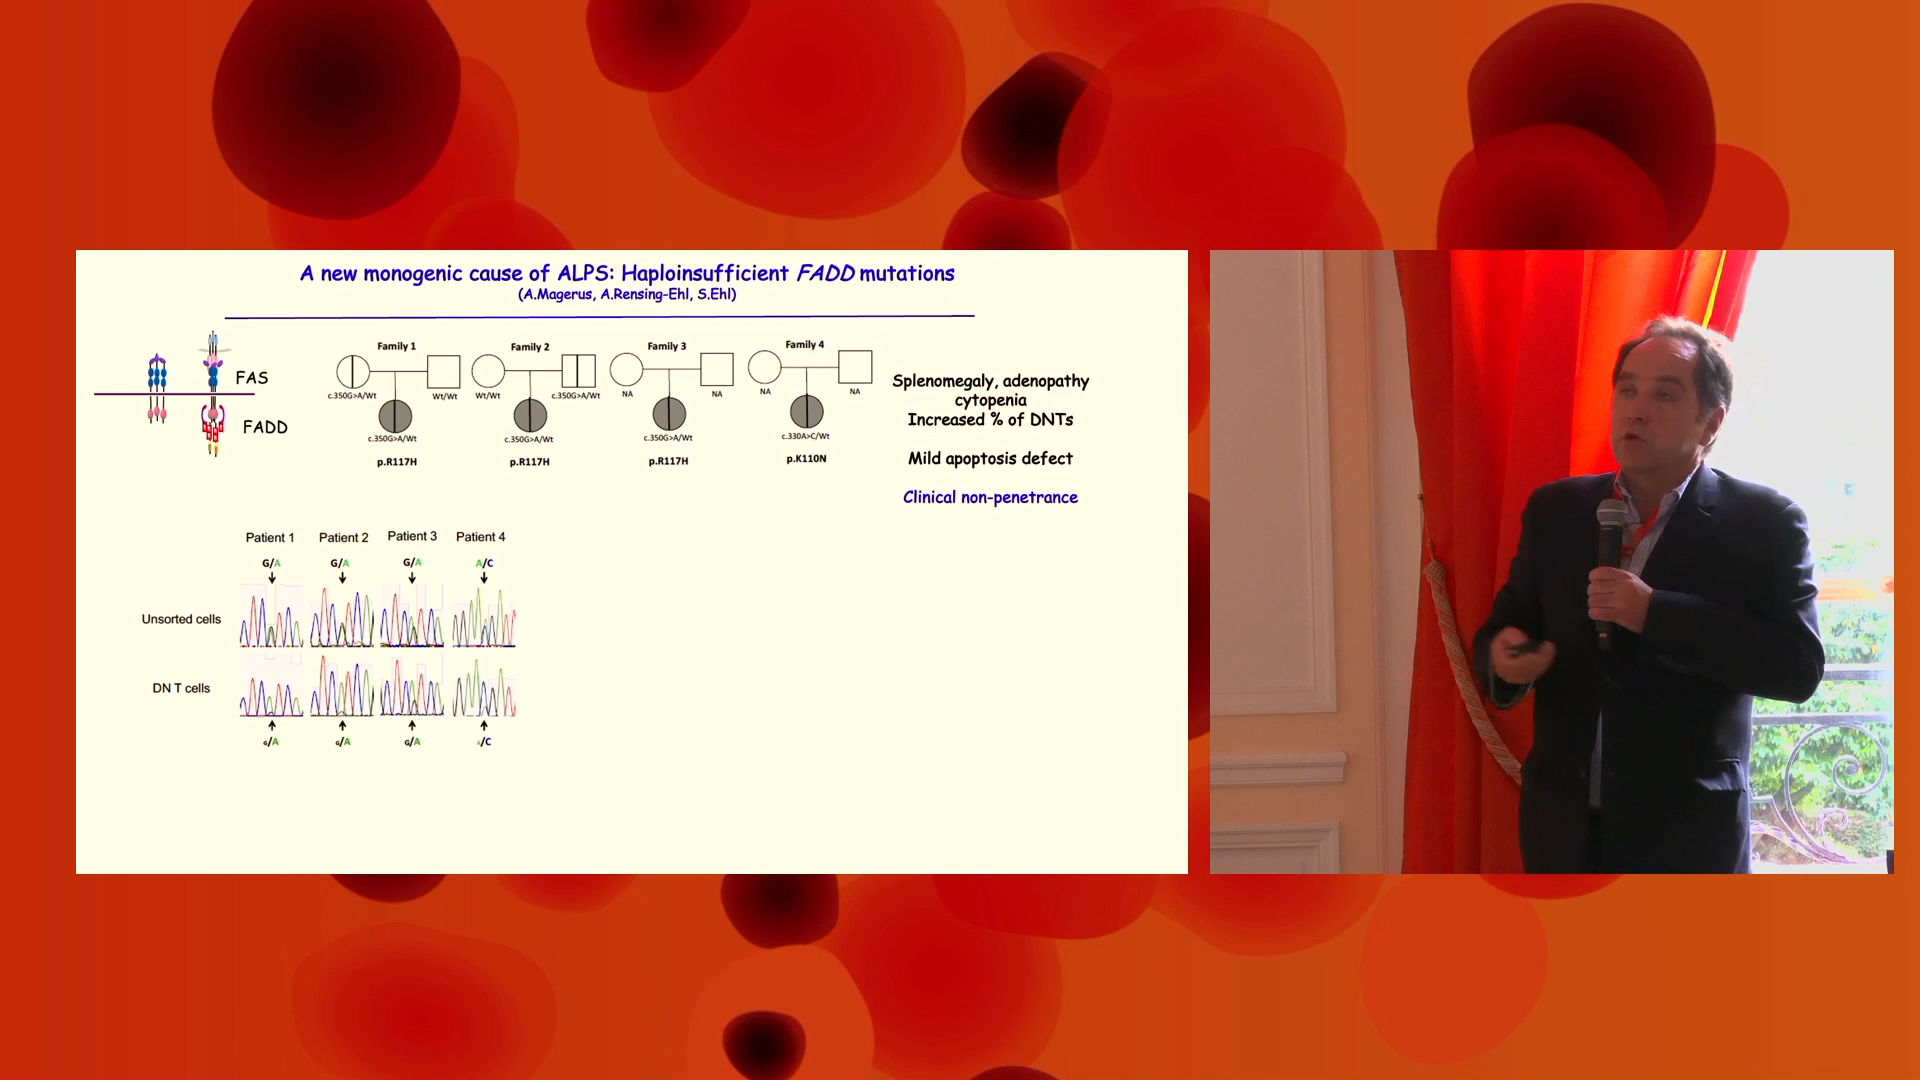 A new monogenic cause of ALPS: Haploinsufficient FADD mutations
(A.Magerus, A.Rensing-Ehl, S.Ehl)
FAS
FADD
Family 1
c.350G>A/Wt
Wt/Wt
c.350G>A/Wt
p.R117H
Family 2
Wt/Wt
c.350G>A/Wt
c.350G>A/Wt
p.R117H
Family 3
NA
NA
c.350G>A/Wt
p.R117H
Family 4
NA
NA
c.330A>C/Wt
p.K110N
Splenomegaly, adenopathy
cytopenia
Increased % of DNTs
Mild apoptosis defect
Clinical non-penetrance
Patient 1 Patient 2 Patient 3 Patient 4
G/A G/A G/A A/C
Unsorted cells
DN T cells
G/A G/A G/A /C